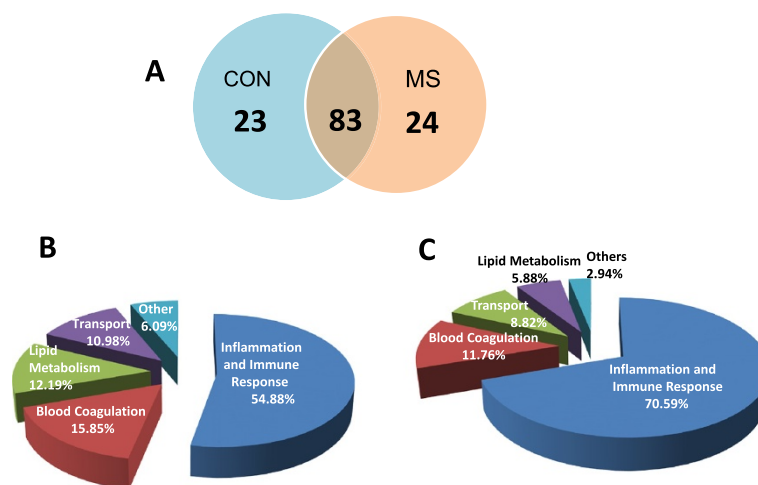 A
CON
MS
23
83
24
B
Other
6.09%
Transport
10.98%
Lipid
Metabolism
12.19%
Blood Coagulation
15.85%
Inflammation
and Immune
Response
54.88%
C
Others
2.94%
Lipid Metabolism
5.88%
Transport
8.82%
Blood Coagulation
11.76%
Inflammation and
Immune Response
70.59%